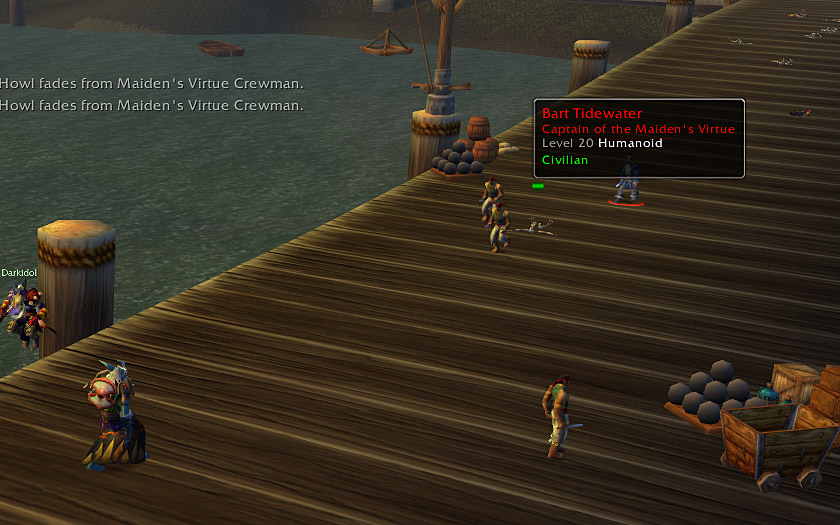 Howl fades from Maiden's Virtue Crewman.
Howl fades from Maiden's Virtue Crewman.
Bart Tidewater
Captain of the Maiden's Virtue
Level 20 Humanoid
Civilian
Darkidol